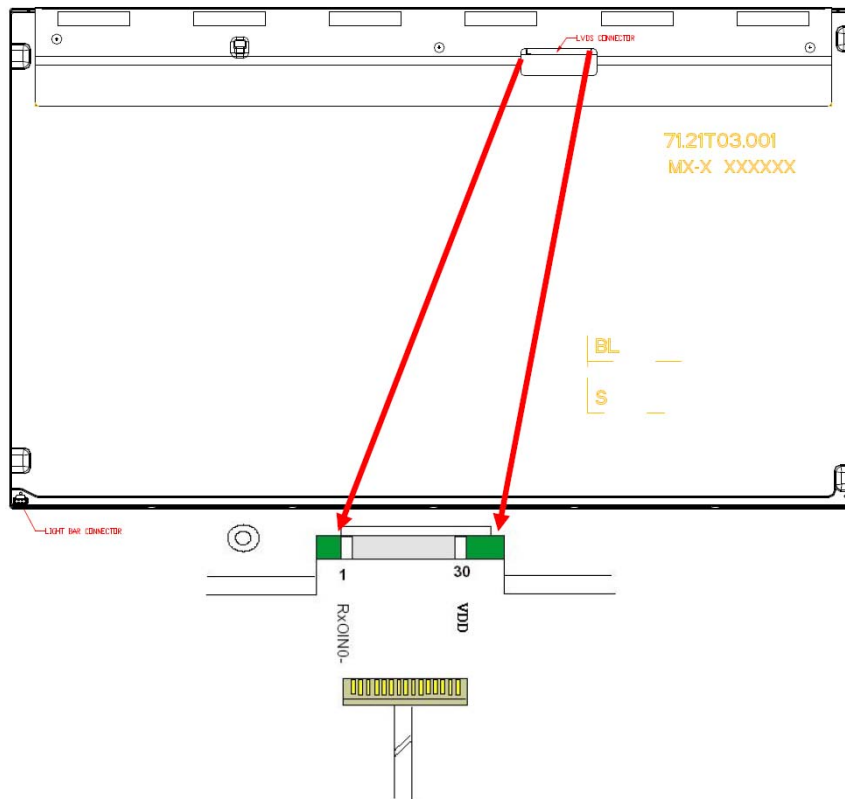 LVDS CONNECTOR
71.21T03.001
MX-X XXXXXX
BL
S
LIGHT BAR CONNECTOR
1
30
RxOIN0-
VDD